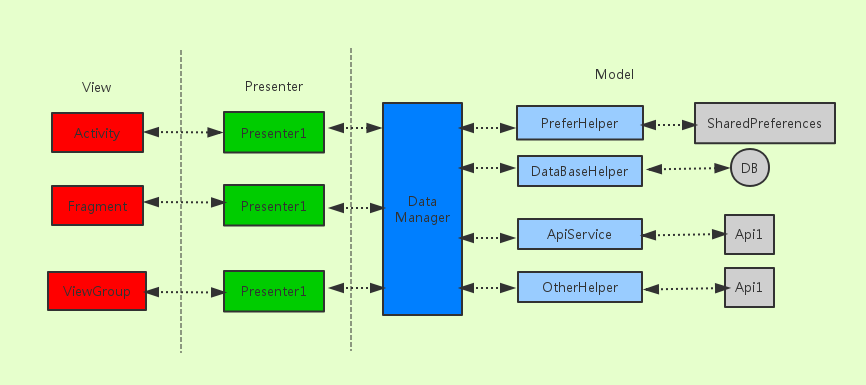 View
Presenter
Model
Activity
Presenter1
PreferHelper
SharedPreferences
DataBaseHelper
DB
Fragment
Presenter1
Data
Manager
ApiService
Api1
ViewGroup
Presenter1
OtherHelper
Api1